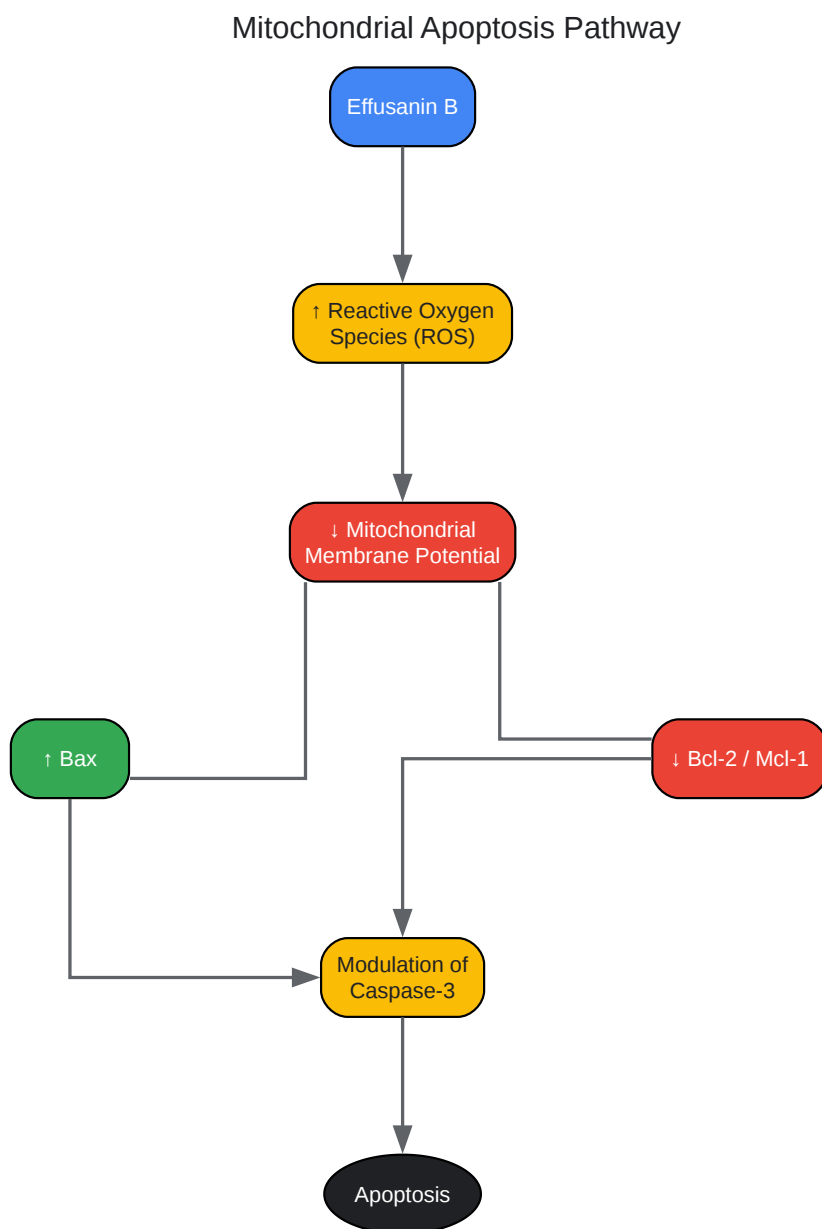 Mitochondrial Apoptosis Pathway
Effusanin B
↑ Reactive Oxygen
Species (ROS)
↓ Mitochondrial
Membrane Potential
↑ Bax
↓ Bcl-2 / Mcl-1
Modulation of
Caspase-3
Apoptosis